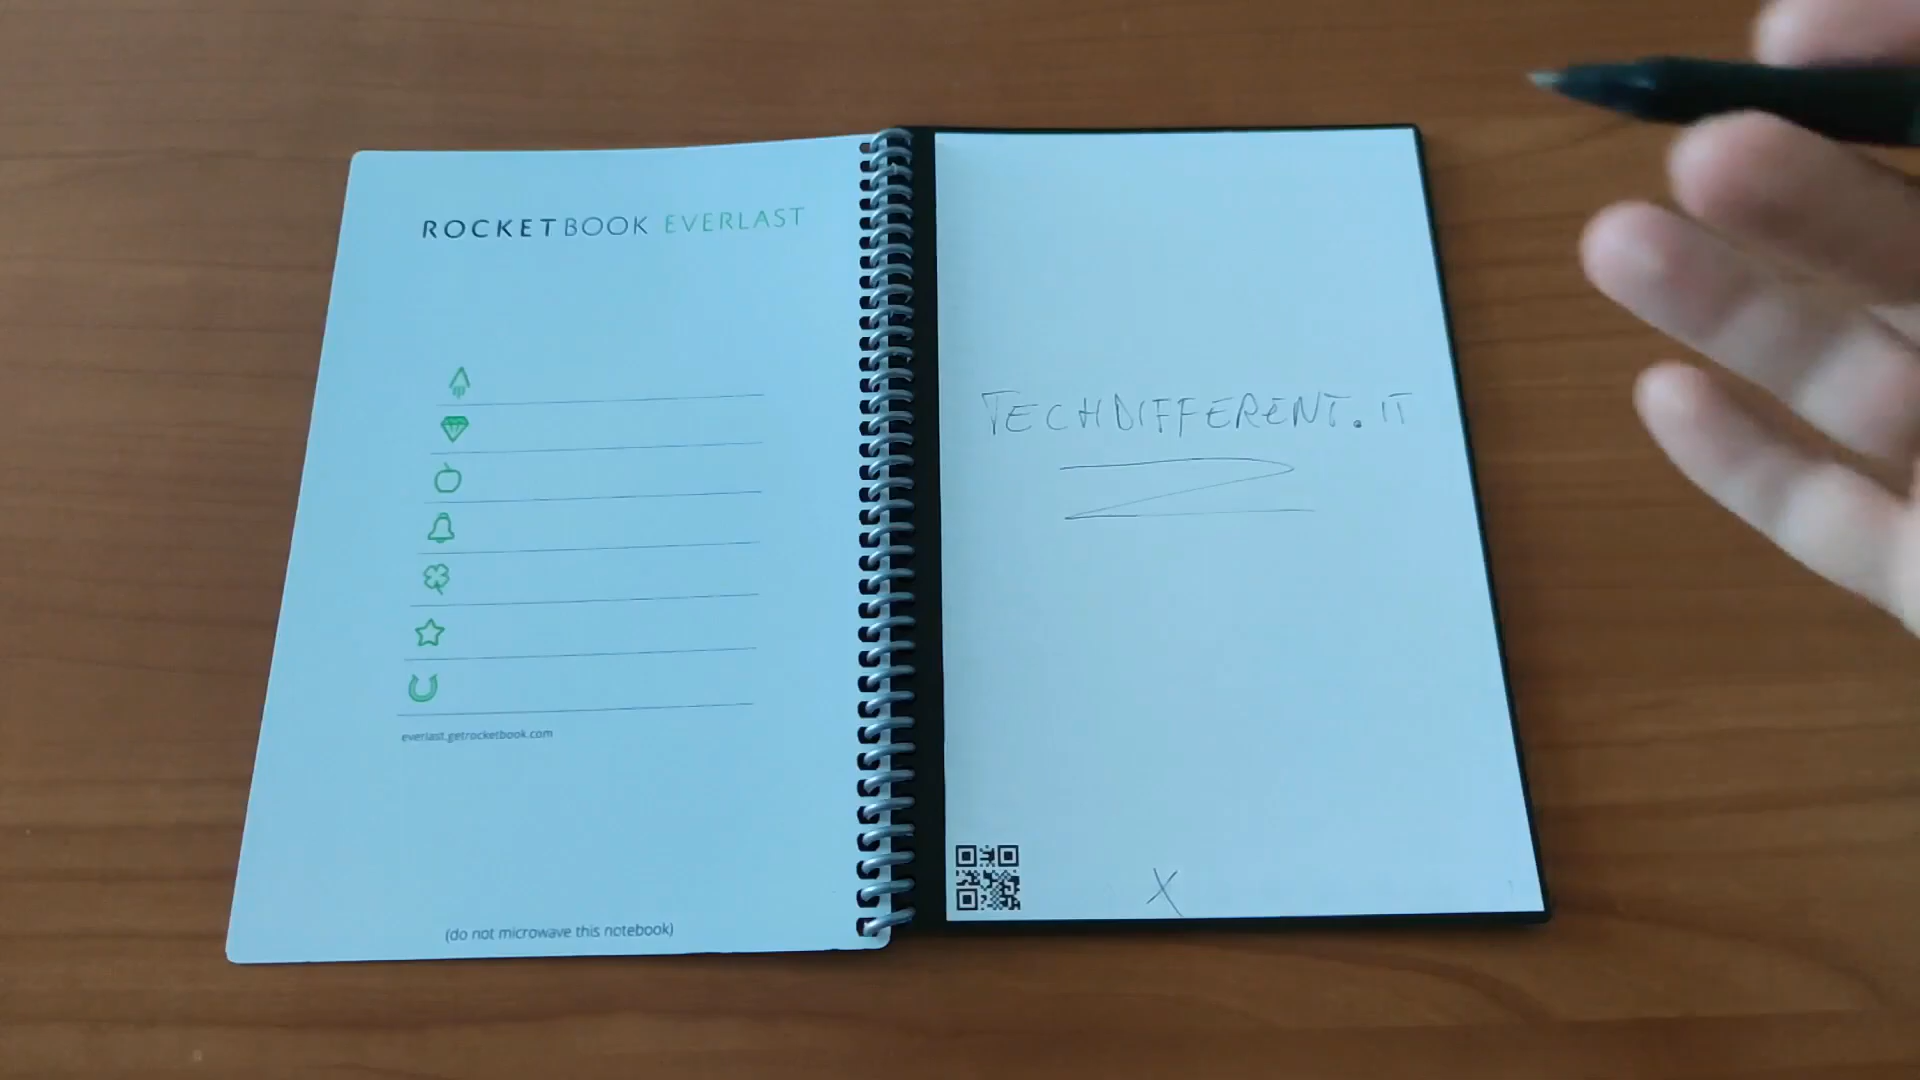 ROCKETBOOK EVERLAST
everlast.getrocketbook.com
(do not microwave this notebook)
TECHDIFFERENT.IT
X